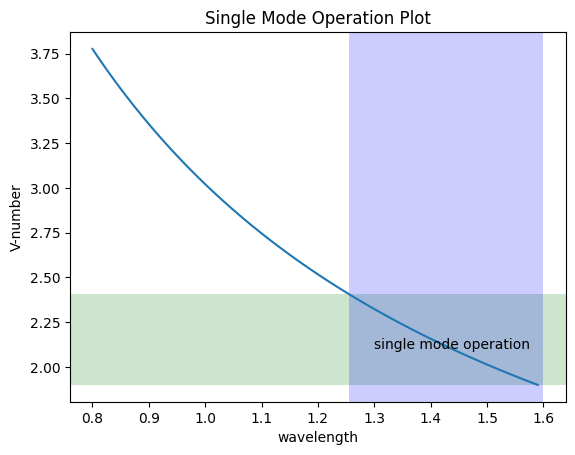 Single Mode Operation Plot
V-number
3.75
3.50
3.25
3.00
2.75
2.50
2.25
2.00
single mode operation
0.8 0.9 1.0 1.1 1.2 1.3 1.4 1.5 1.6
wavelength